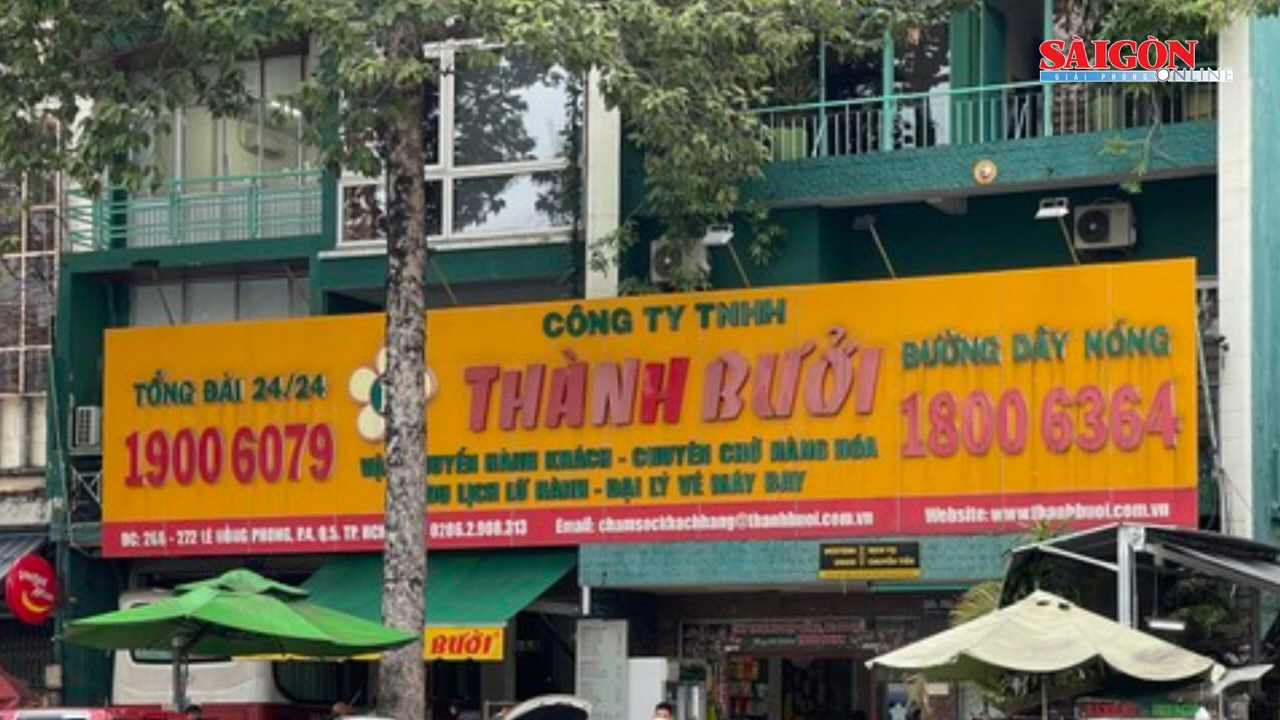 SÀIGÒN
GIẢI PHÓNG ONLINE
CÔNG TY TNHH
THÀNH BƯỞI
TỔNG ĐÀI 24/24
1900 6079
ĐƯỜNG DÂY NÓNG
1800 6364
CHUYỂN HÀNH KHÁCH - CHUYÊN CHỞ HÀNG HÓA
DU LỊCH LỮ HÀNH - ĐẠI LÝ VÉ MÁY BAY
ĐC: 266 - 272 LÊ HỒNG PHONG, P.4, Q.5, TP. HCM 0286.2.908.313 Email: chamsockhachhang@thanhbuoi.com.vn Website: www.thanhbuoi.com.vn
BƯỞI